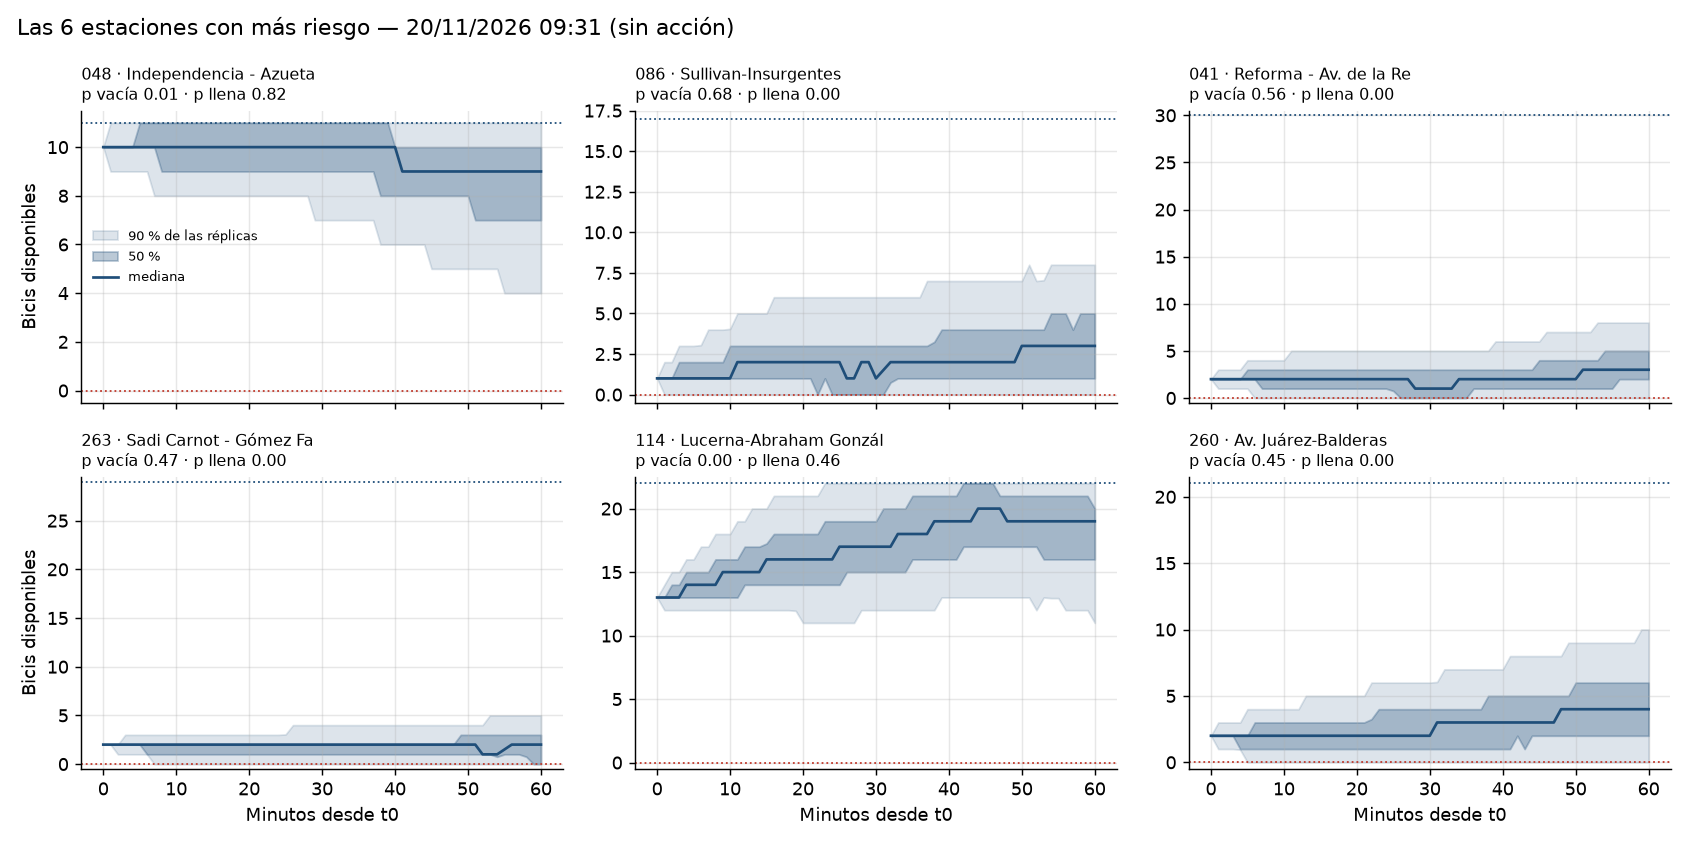 Las 6 estaciones con más riesgo — 20/11/2026 09:31 (sin acción)
048 · Independencia - Azueta
p vacía 0.01 · p llena 0.82
10
8
6
4
2
0
Bicis disponibles
90 % de las réplicas
50 %
mediana
086 · Sullivan-Insurgentes
p vacía 0.68 · p llena 0.00
17.5
15.0
12.5
10.0
7.5
5.0
2.5
0.0
041 · Reforma - Av. de la Re
p vacía 0.56 · p llena 0.00
30
25
20
15
10
5
0
263 · Sadi Carnot - Gómez Fa
p vacía 0.47 · p llena 0.00
25
20
15
10
5
0
Bicis disponibles
0 10 20 30 40 50 60
Minutos desde t0
114 · Lucerna-Abraham Gonzál
p vacía 0.00 · p llena 0.46
20
15
10
5
0
0 10 20 30 40 50 60
Minutos desde t0
260 · Av. Juárez-Balderas
p vacía 0.45 · p llena 0.00
20
15
10
5
0
0 10 20 30 40 50 60
Minutos desde t0